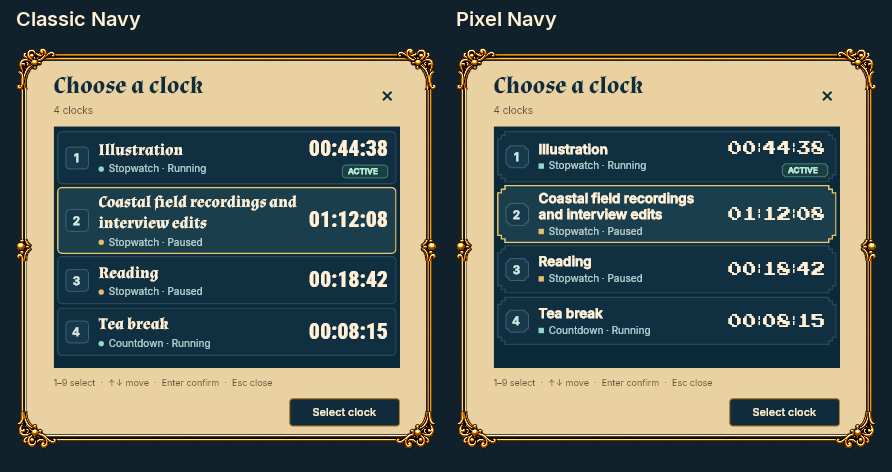 Classic Navy
Choose a clock
✕
4 clocks
1
Illustration
00:44:38
Stopwatch · Running
ACTIVE
2
Coastal field recordings and
interview edits
01:12:08
Stopwatch · Paused
3
Reading
00:18:42
Stopwatch · Paused
4
Tea break
00:08:15
Countdown · Running
1–9 select · ↑↓ move · Enter confirm · Esc close
Select clock
Pixel Navy
Choose a clock
✕
4 clocks
1
Illustration
00:44:38
Stopwatch · Running
ACTIVE
2
Coastal field recordings
and interview edits
01:12:08
Stopwatch · Paused
3
Reading
00:18:42
Stopwatch · Paused
4
Tea break
00:08:15
Countdown · Running
1–9 select · ↑↓ move · Enter confirm · Esc close
Select clock